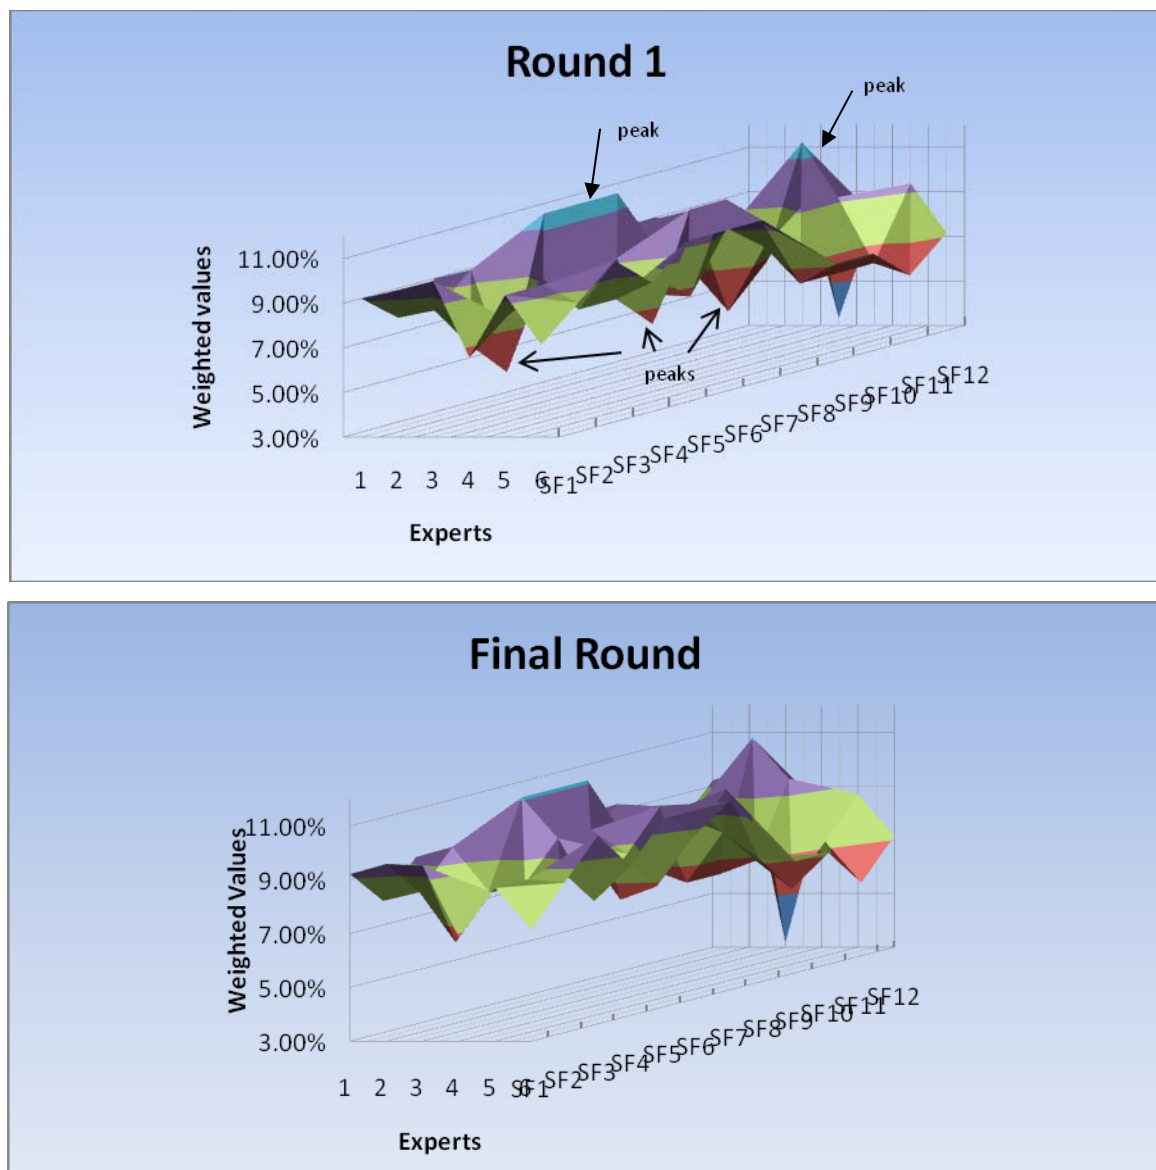 Round 1
peak
peak
Weighted values
11.00%
9.00%
7.00%
5.00%
3.00%
peaks
1 2 3 4 5 6
SF1 SF2 SF3 SF4 SF5 SF6 SF7 SF8 SF9 SF10 SF11 SF12
Experts
Final Round
Weighted Values
11.00%
9.00%
7.00%
5.00%
3.00%
1 2 3 4 5 6
SF1 SF2 SF3 SF4 SF5 SF6 SF7 SF8 SF9 SF10 SF11 SF12
Experts